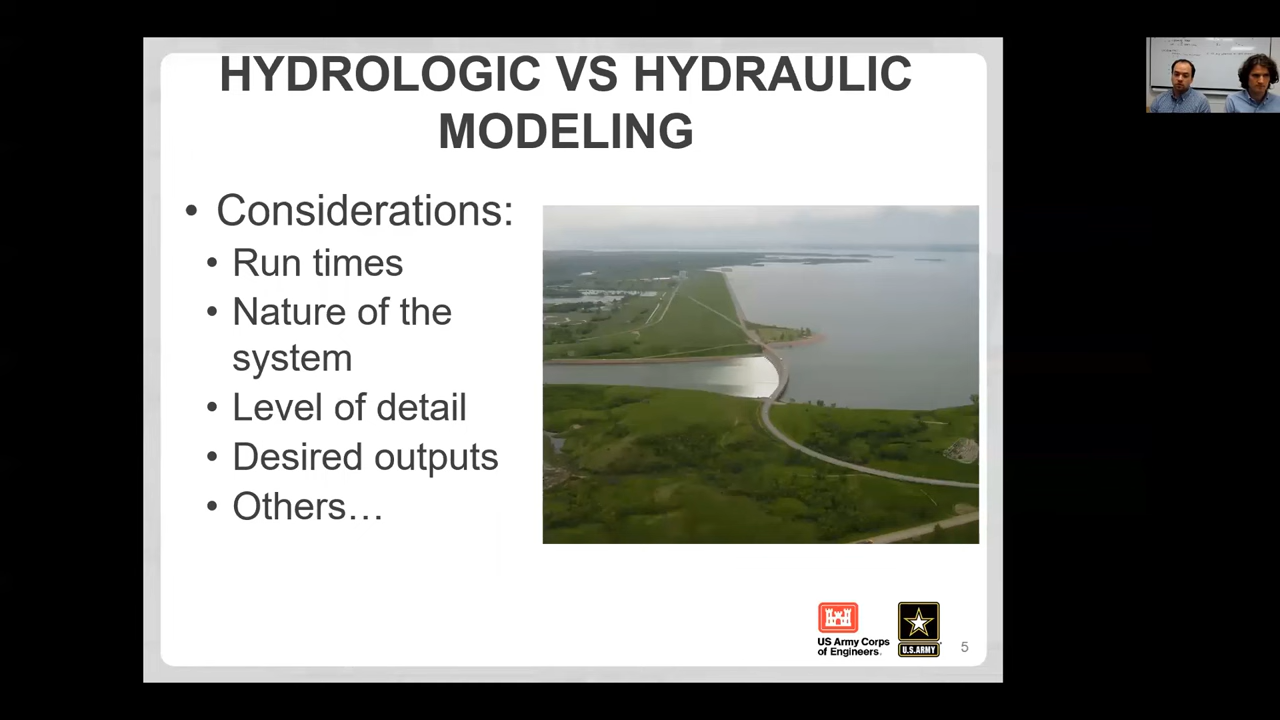 HYDROLOGIC VS HYDRAULIC
MODELING
• Considerations:
• Run times
• Nature of the
system
• Level of detail
• Desired outputs
• Others…
US Army Corps
of Engineers.
U.S.ARMY
5